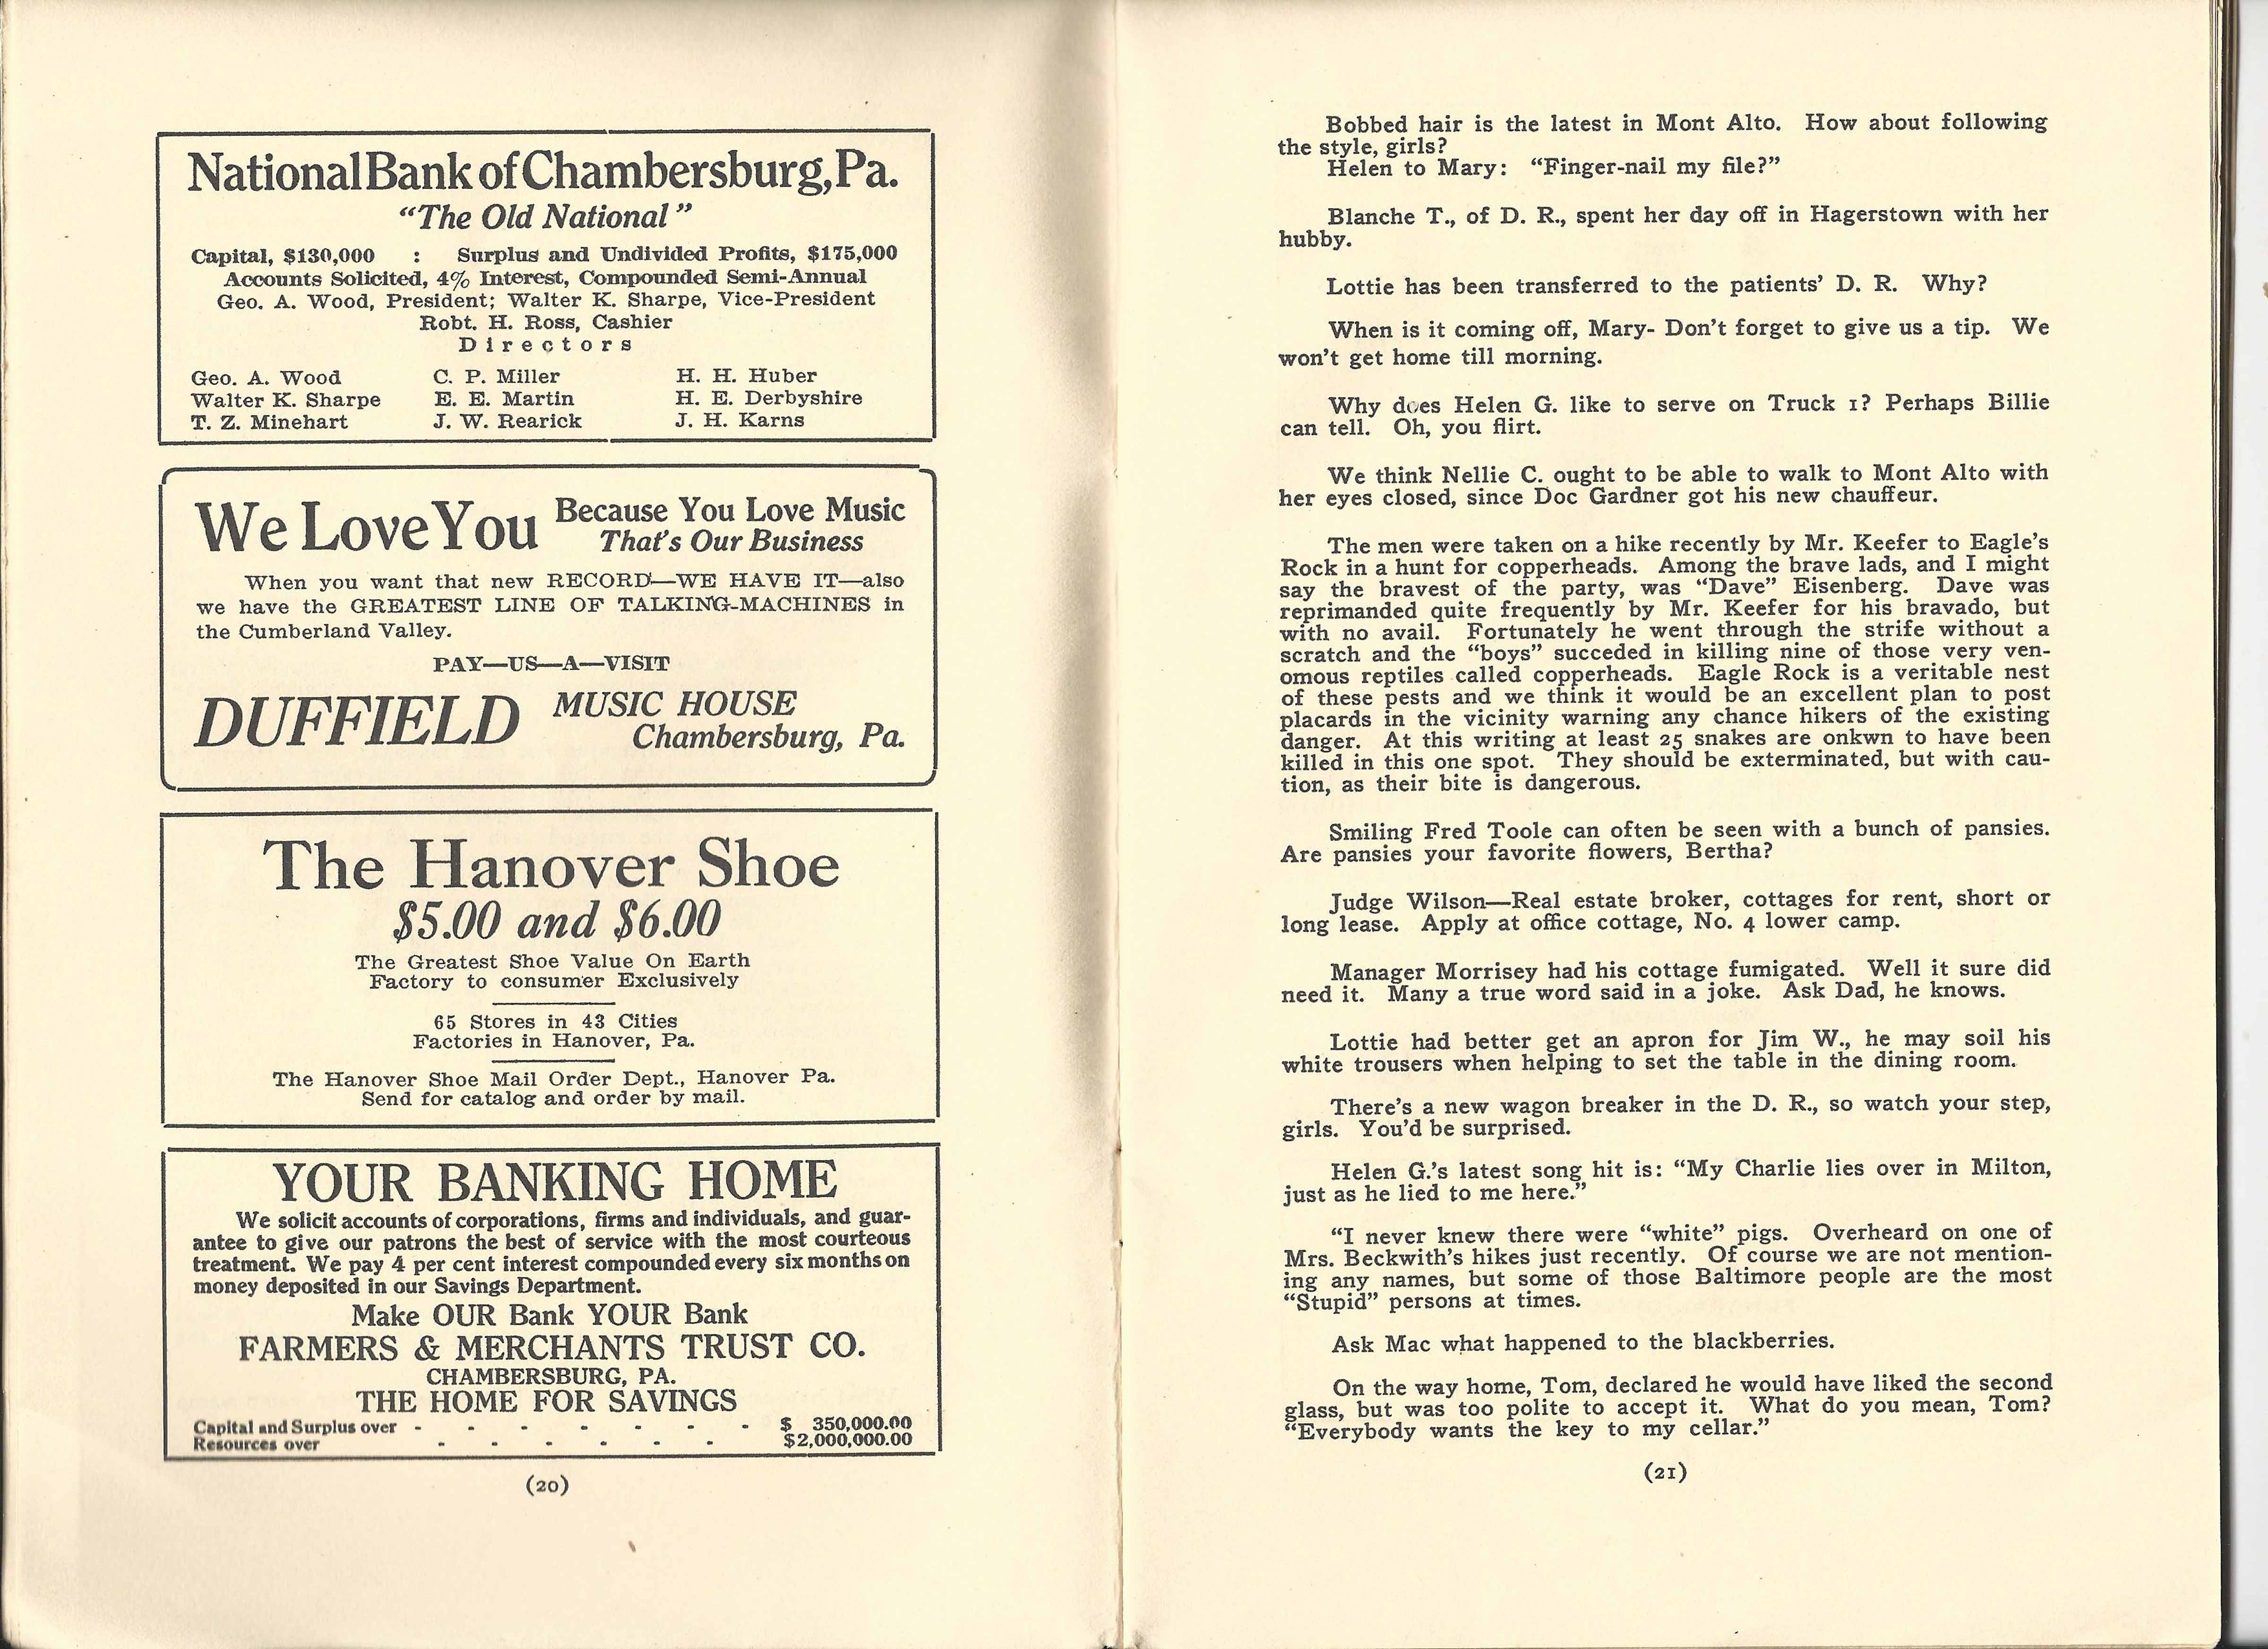 National Bank of Chambersburg, Pa.
“The Old National”
Capital, $130,000 : Surplus and Undivided Profits, $175,000
Accounts Solicited, 4% Interest, Compounded Semi-Annual
Geo. A. Wood, President; Walter K. Sharpe, Vice-President
Robt. H. Ross, Cashier
Directors
Geo. A. Wood C. P. Miller H. H. Huber
Walter K. Sharpe E. E. Martin H. E. Derbyshire
T. Z. Minehart J. W. Rearick J. H. Karns
We Love You Because You Love Music
That's Our Business
When you want that new RECORD—WE HAVE IT—also
we have the GREATEST LINE OF TALKING-MACHINES in
the Cumberland Valley.
PAY—US—A—VISIT
DUFFIELD MUSIC HOUSE
Chambersburg, Pa.
The Hanover Shoe
$5.00 and $6.00
The Greatest Shoe Value On Earth
Factory to consumer Exclusively
65 Stores in 43 Cities
Factories in Hanover, Pa.
The Hanover Shoe Mail Order Dept., Hanover Pa.
Send for catalog and order by mail.
YOUR BANKING HOME
We solicit accounts of corporations, firms and individuals, and guar-
antee to give our patrons the best of service with the most courteous
treatment. We pay 4 per cent interest compounded every six months on
money deposited in our Savings Department.
Make OUR Bank YOUR Bank
FARMERS & MERCHANTS TRUST CO.
CHAMBERSBURG, PA.
THE HOME FOR SAVINGS
Capital and Surplus over - - - - - - - $ 350,000.00
Resources over - - - - - - $2,000,000.00
(20)
Bobbed hair is the latest in Mont Alto. How about following
the style, girls?
Helen to Mary: “Finger-nail my file?”
Blanche T., of D. R., spent her day off in Hagerstown with her
hubby.
Lottie has been transferred to the patients’ D. R. Why?
When is it coming off, Mary- Don’t forget to give us a tip. We
won’t get home till morning.
Why does Helen G. like to serve on Truck 1? Perhaps Billie
can tell. Oh, you flirt.
We think Nellie C. ought to be able to walk to Mont Alto with
her eyes closed, since Doc Gardner got his new chauffeur.
The men were taken on a hike recently by Mr. Keefer to Eagle’s
Rock in a hunt for copperheads. Among the brave lads, and I might
say the bravest of the party, was “Dave” Eisenberg. Dave was
reprimanded quite frequently by Mr. Keefer for his bravado, but
with no avail. Fortunately he went through the strife without a
scratch and the “boys” succeded in killing nine of those very ven-
omous reptiles called copperheads. Eagle Rock is a veritable nest
of these pests and we think it would be an excellent plan to post
placards in the vicinity warning any chance hikers of the existing
danger. At this writing at least 25 snakes are onkwn to have been
killed in this one spot. They should be exterminated, but with cau-
tion, as their bite is dangerous.
Smiling Fred Toole can often be seen with a bunch of pansies.
Are pansies your favorite flowers, Bertha?
Judge Wilson—Real estate broker, cottages for rent, short or
long lease. Apply at office cottage, No. 4 lower camp.
Manager Morrisey had his cottage fumigated. Well it sure did
need it. Many a true word said in a joke. Ask Dad, he knows.
Lottie had better get an apron for Jim W., he may soil his
white trousers when helping to set the table in the dining room.
There’s a new wagon breaker in the D. R., so watch your step,
girls. You’d be surprised.
Helen G.’s latest song hit is: “My Charlie lies over in Milton,
just as he lied to me here.”
“I never knew there were “white” pigs. Overheard on one of
Mrs. Beckwith’s hikes just recently. Of course we are not mention-
ing any names, but some of those Baltimore people are the most
“Stupid” persons at times.
Ask Mac what happened to the blackberries.
On the way home, Tom, declared he would have liked the second
glass, but was too polite to accept it. What do you mean, Tom?
“Everybody wants the key to my cellar.”
(21)